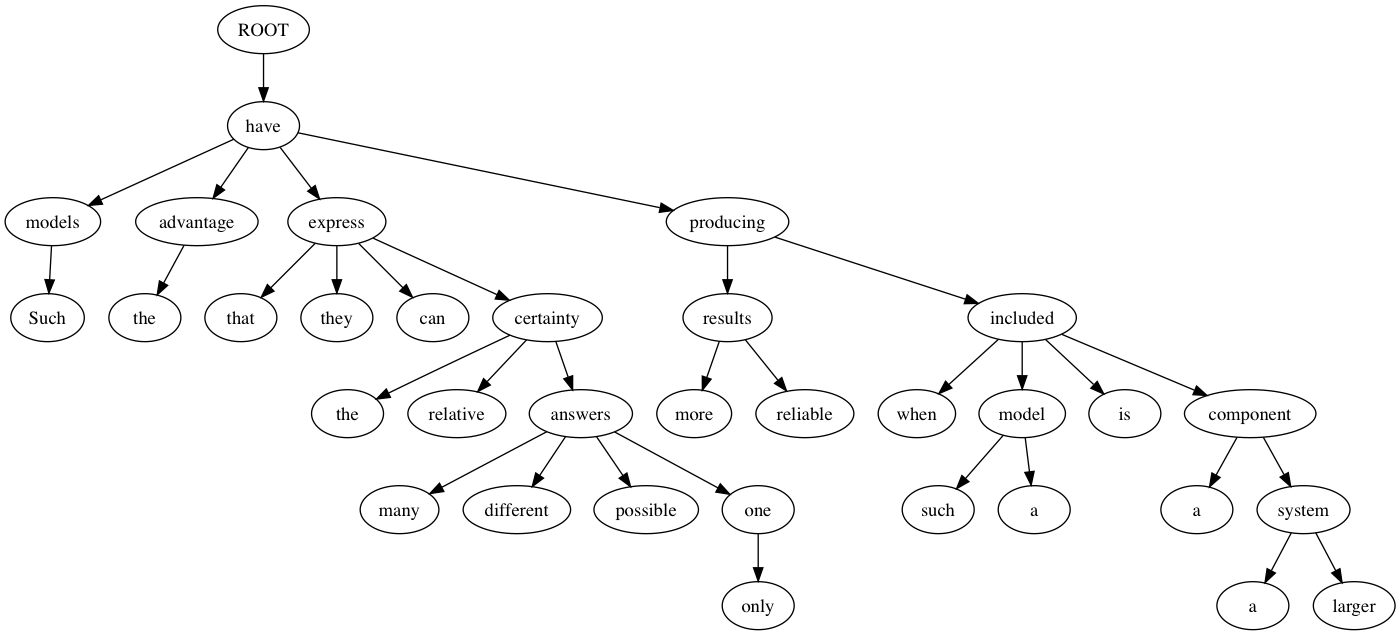 ROOT
have
models advantage express producing
Such the that they can certainty results included
the relative answers more reliable when model is component
many different possible one such a a system
only a larger